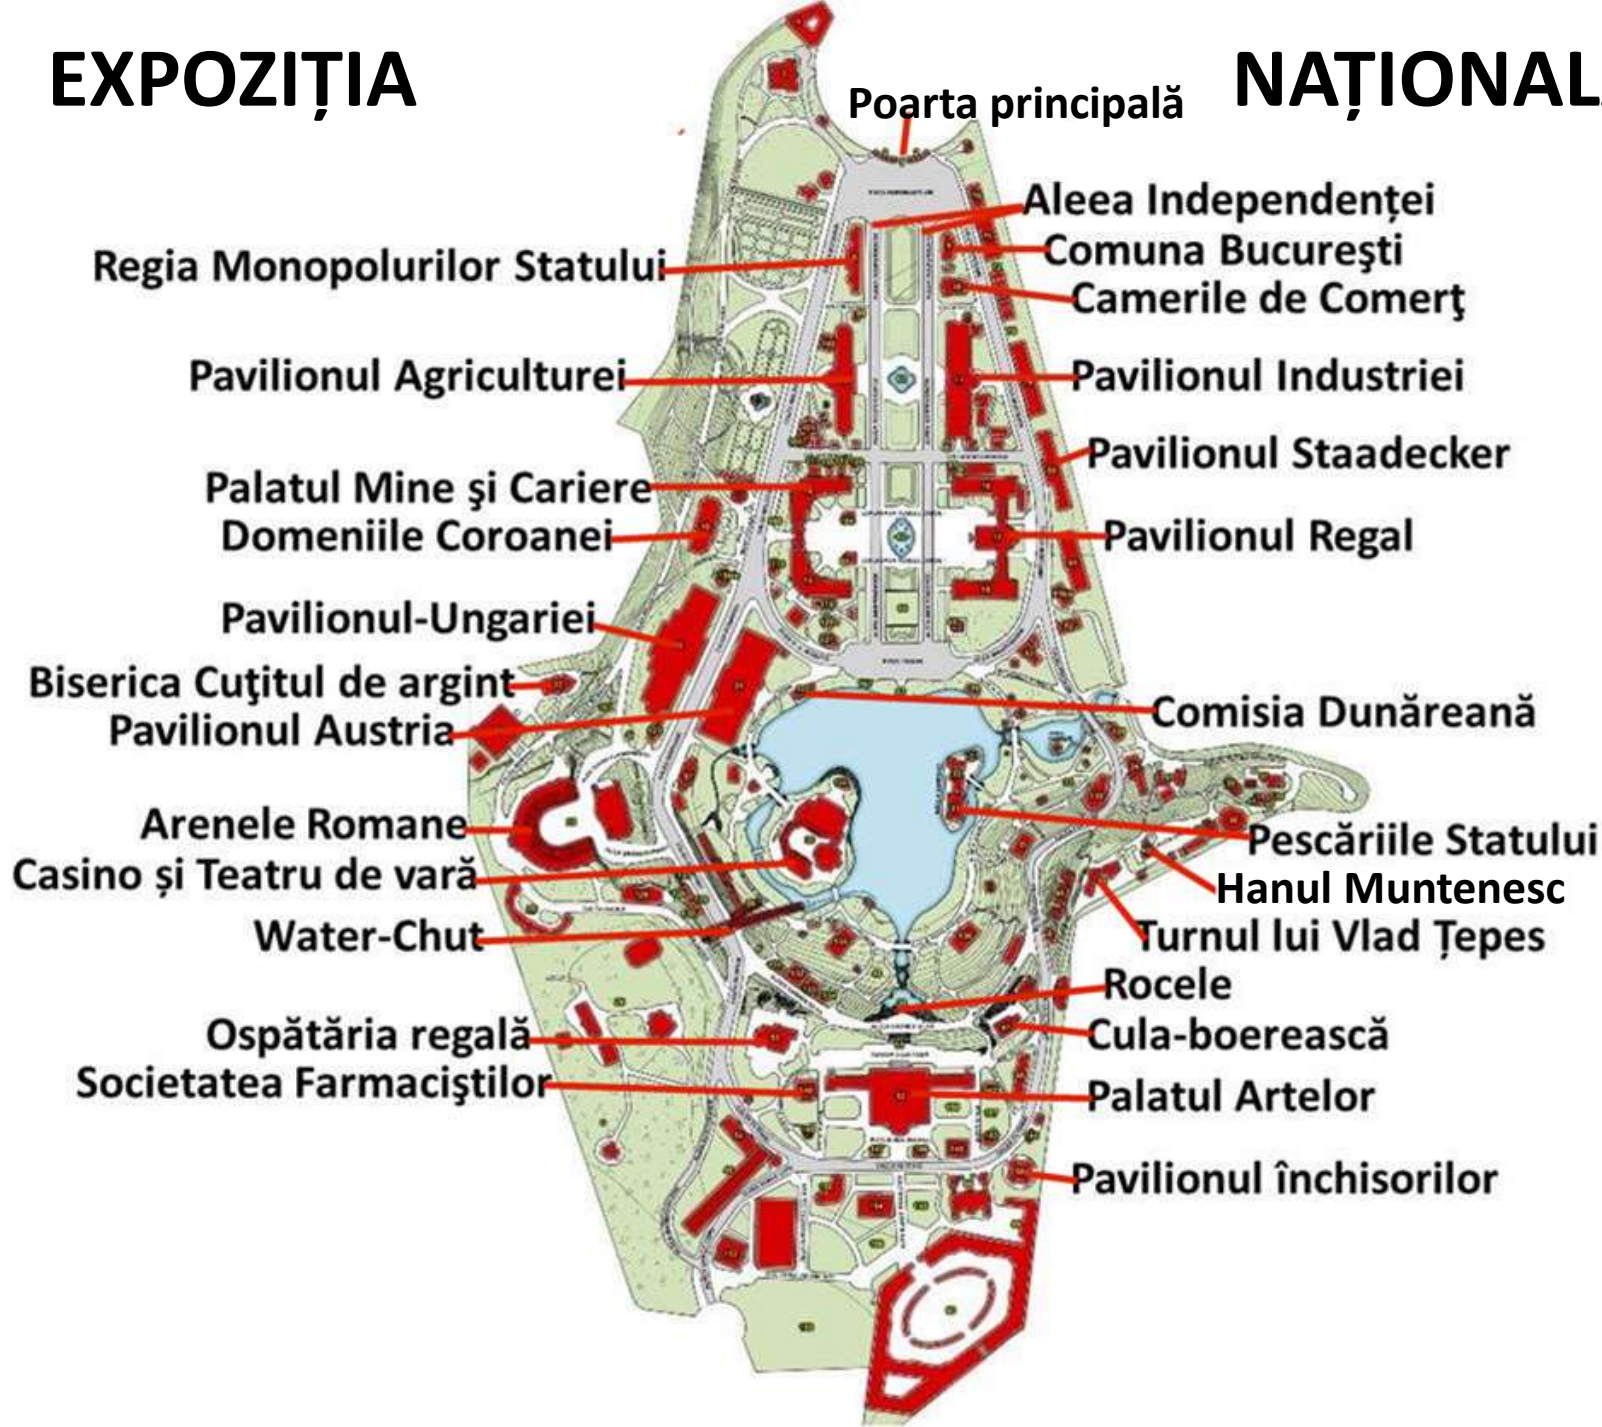 EXPOZIȚIA
NAȚIONAL
Poarta principală
Aleea Independenței
Comuna Bucureşti
Regia Monopolurilor Statului
Camerile de Comerţ
Pavilionul Agriculturei
Pavilionul Industriei
Pavilionul Staadecker
Palatul Mine şi Cariere
Domeniile Coroanei
Pavilionul Regal
Pavilionul-Ungariei
Biserica Cuţitul de argint
Pavilionul Austria
Comisia Dunăreană
Arenele Romane
Pescăriile Statului
Casino și Teatru de vară
Hanul Muntenesc
Water-Chut
Turnul lui Vlad Țepes
Rocele
Ospătăria regală
Cula-boerească
Societatea Farmaciştilor
Palatul Artelor
Pavilionul închisorilor